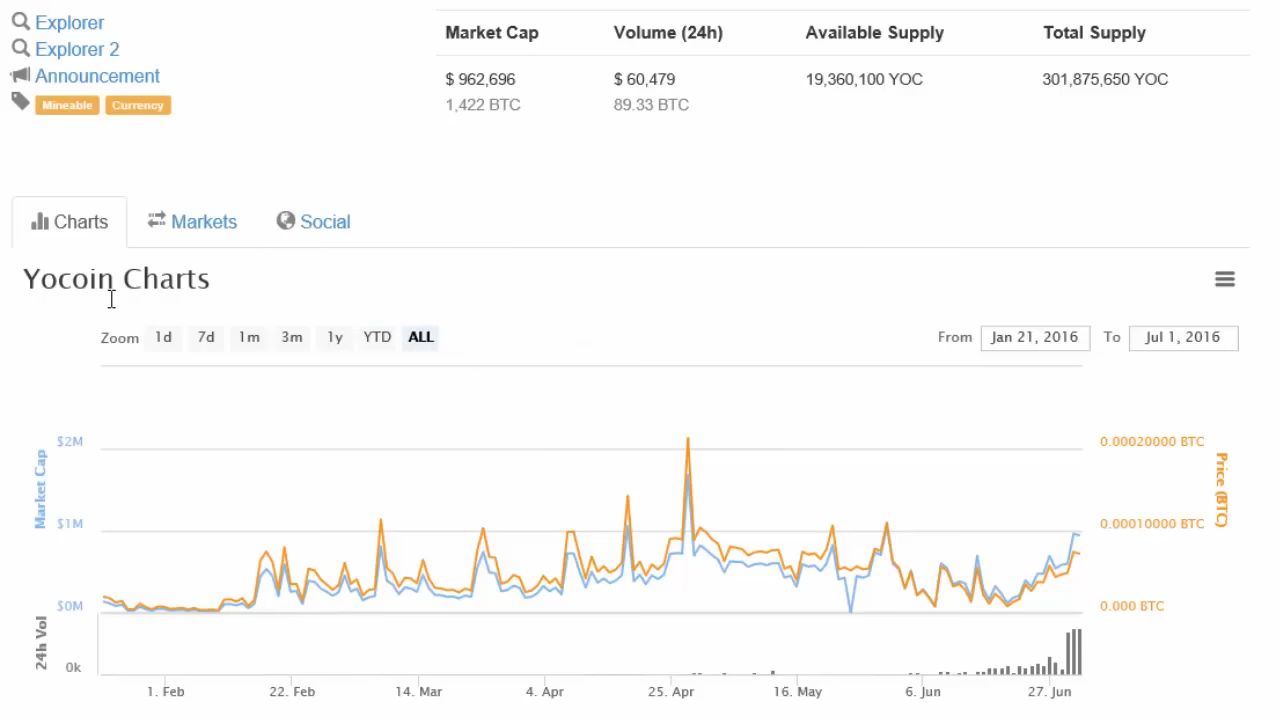 Explorer
Explorer 2
Announcement
Mineable Currency
Market Cap Volume (24h) Available Supply Total Supply
$ 962,696 $ 60,479 19,360,100 YOC 301,875,650 YOC
1,422 BTC 89.33 BTC
Charts Markets Social
Yocoin Charts
Zoom 1d 7d 1m 3m 1y YTD ALL From Jan 21, 2016 To Jul 1, 2016
$2M 0.00020000 BTC
Market Cap
Price (BTC)
$1M 0.00010000 BTC
$0M 0.000 BTC
24h Vol
0k
1. Feb 22. Feb 14. Mar 4. Apr 25. Apr 16. May 6. Jun 27. Jun